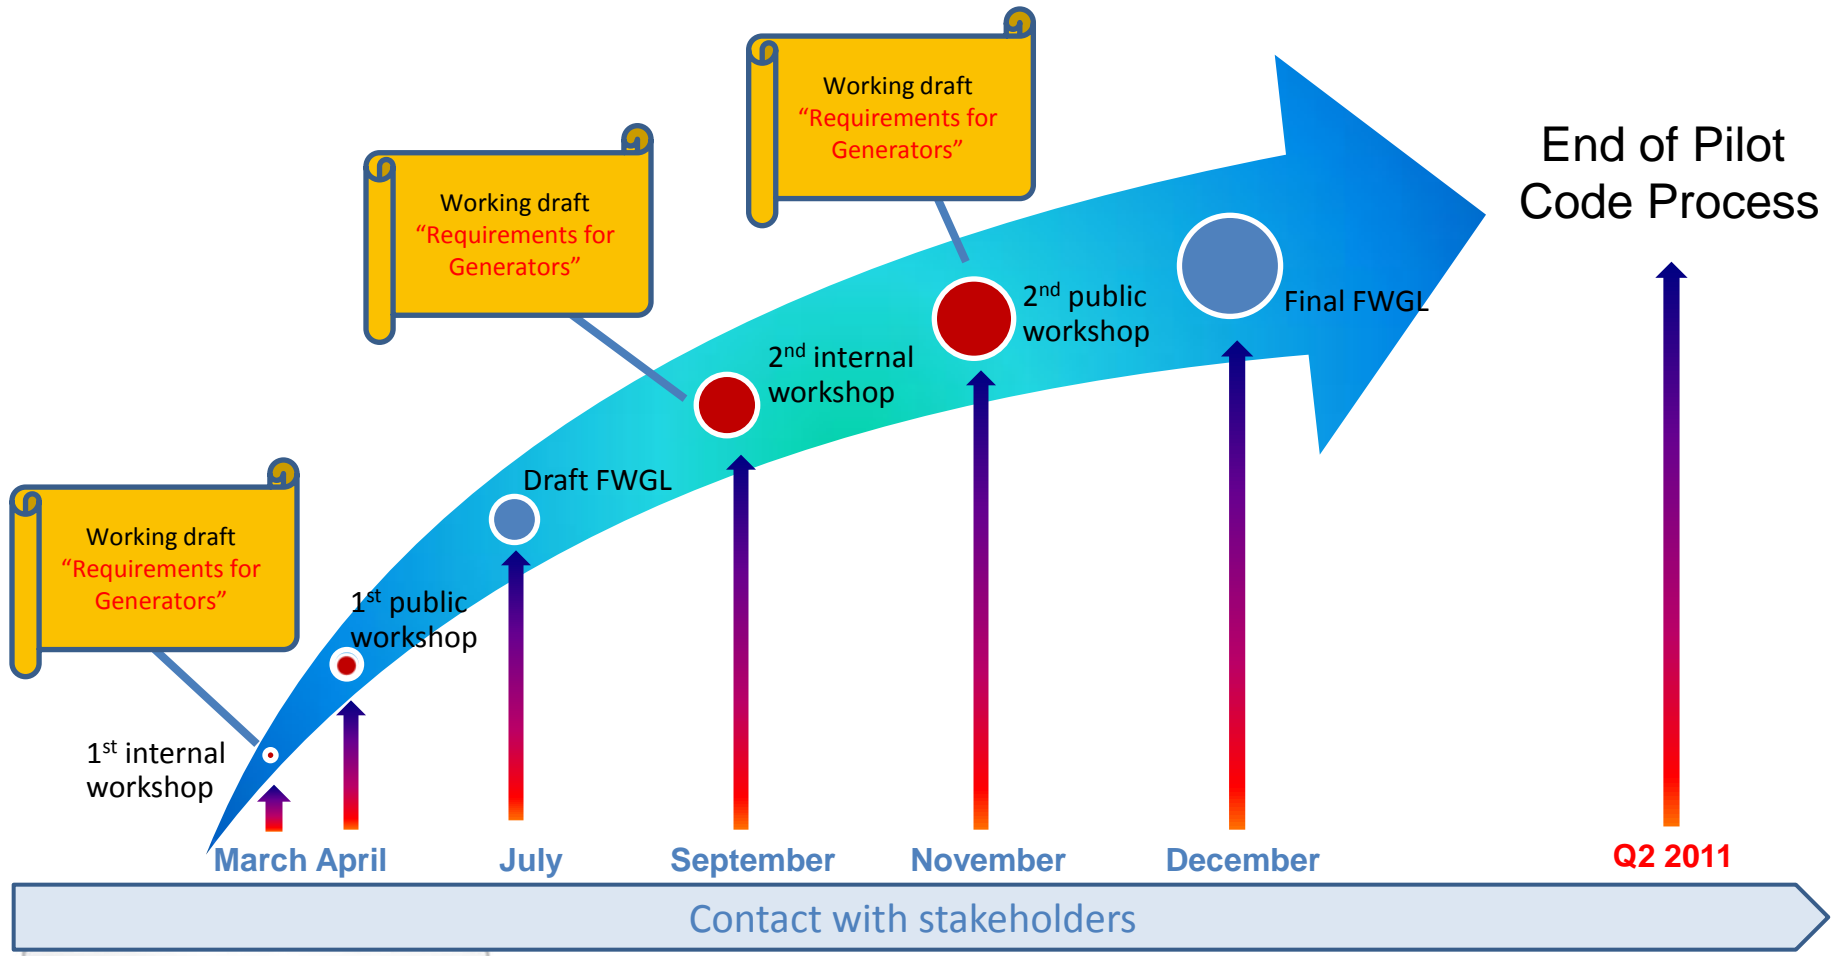 Working draft
“Requirements for
Generators”
Working draft
“Requirements for
Generators”
Working draft
“Requirements for
Generators”
End of Pilot
Code Process
Final FWGL
2nd public
workshop
2nd internal
workshop
Draft FWGL
1st public
workshop
1st internal
workshop
March April July September November December Q2 2011
Contact with stakeholders